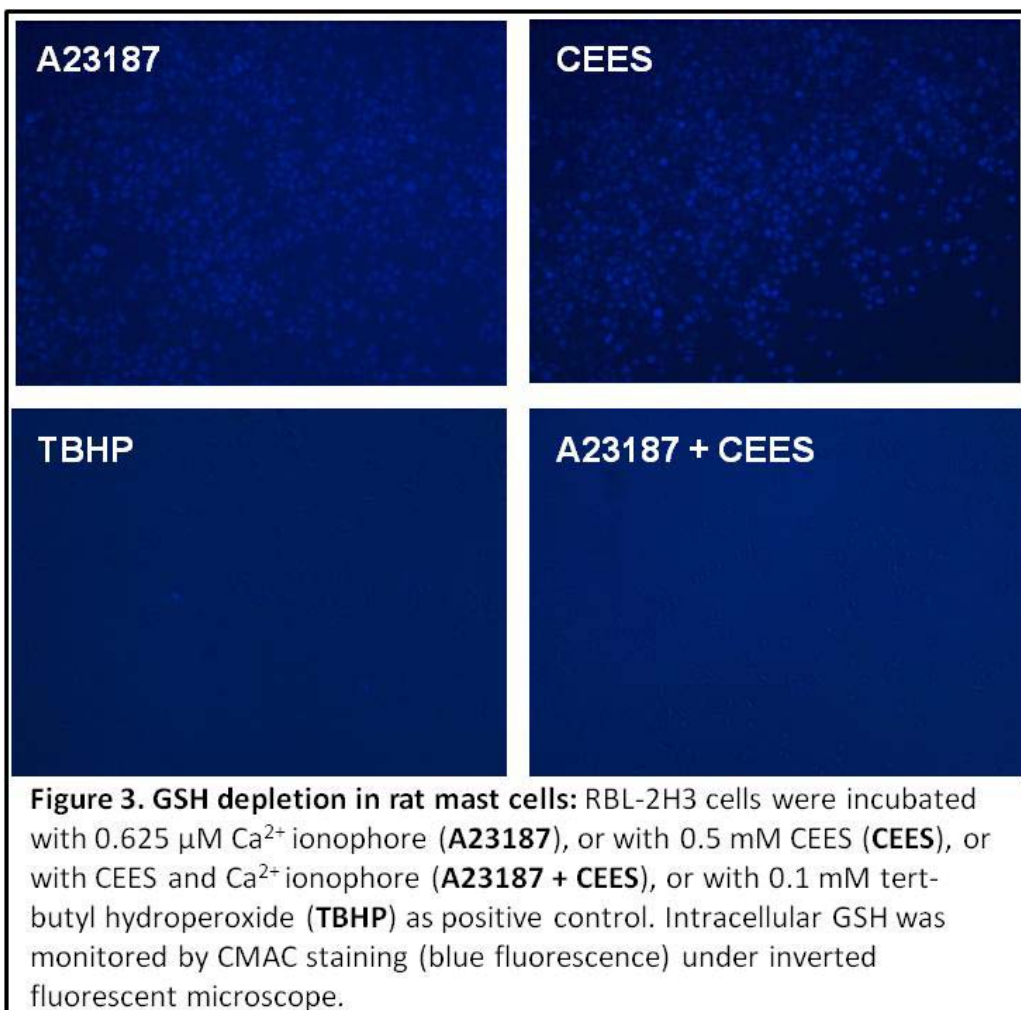 A23187
CEES
TBHP
A23187 + CEES
Figure 3. GSH depletion in rat mast cells: RBL-2H3 cells were incubated
with 0.625 µM Ca²⁺ ionophore (A23187), or with 0.5 mM CEES (CEES), or
with CEES and Ca²⁺ ionophore (A23187 + CEES), or with 0.1 mM tert-
butyl hydroperoxide (TBHP) as positive control. Intracellular GSH was
monitored by CMAC staining (blue fluorescence) under inverted
fluorescent microscope.